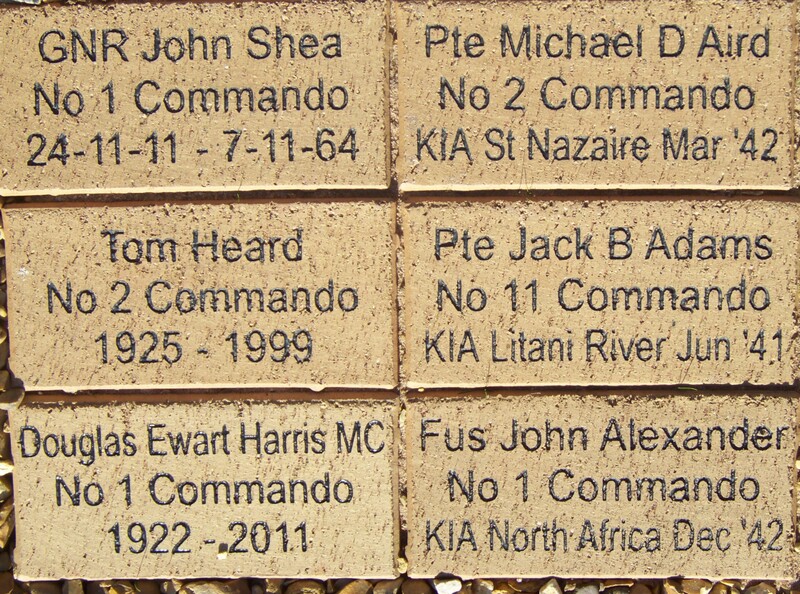 GNR John Shea
No 1 Commando
24-11-11 - 7-11-64
Pte Michael D Aird
No 2 Commando
KIA St Nazaire Mar '42
Tom Heard
No 2 Commando
1925 - 1999
Pte Jack B Adams
No 11 Commando
KIA Litani River Jun '41
Douglas Ewart Harris MC
No 1 Commando
1922 - 2011
Fus John Alexander
No 1 Commando
KIA North Africa Dec '42